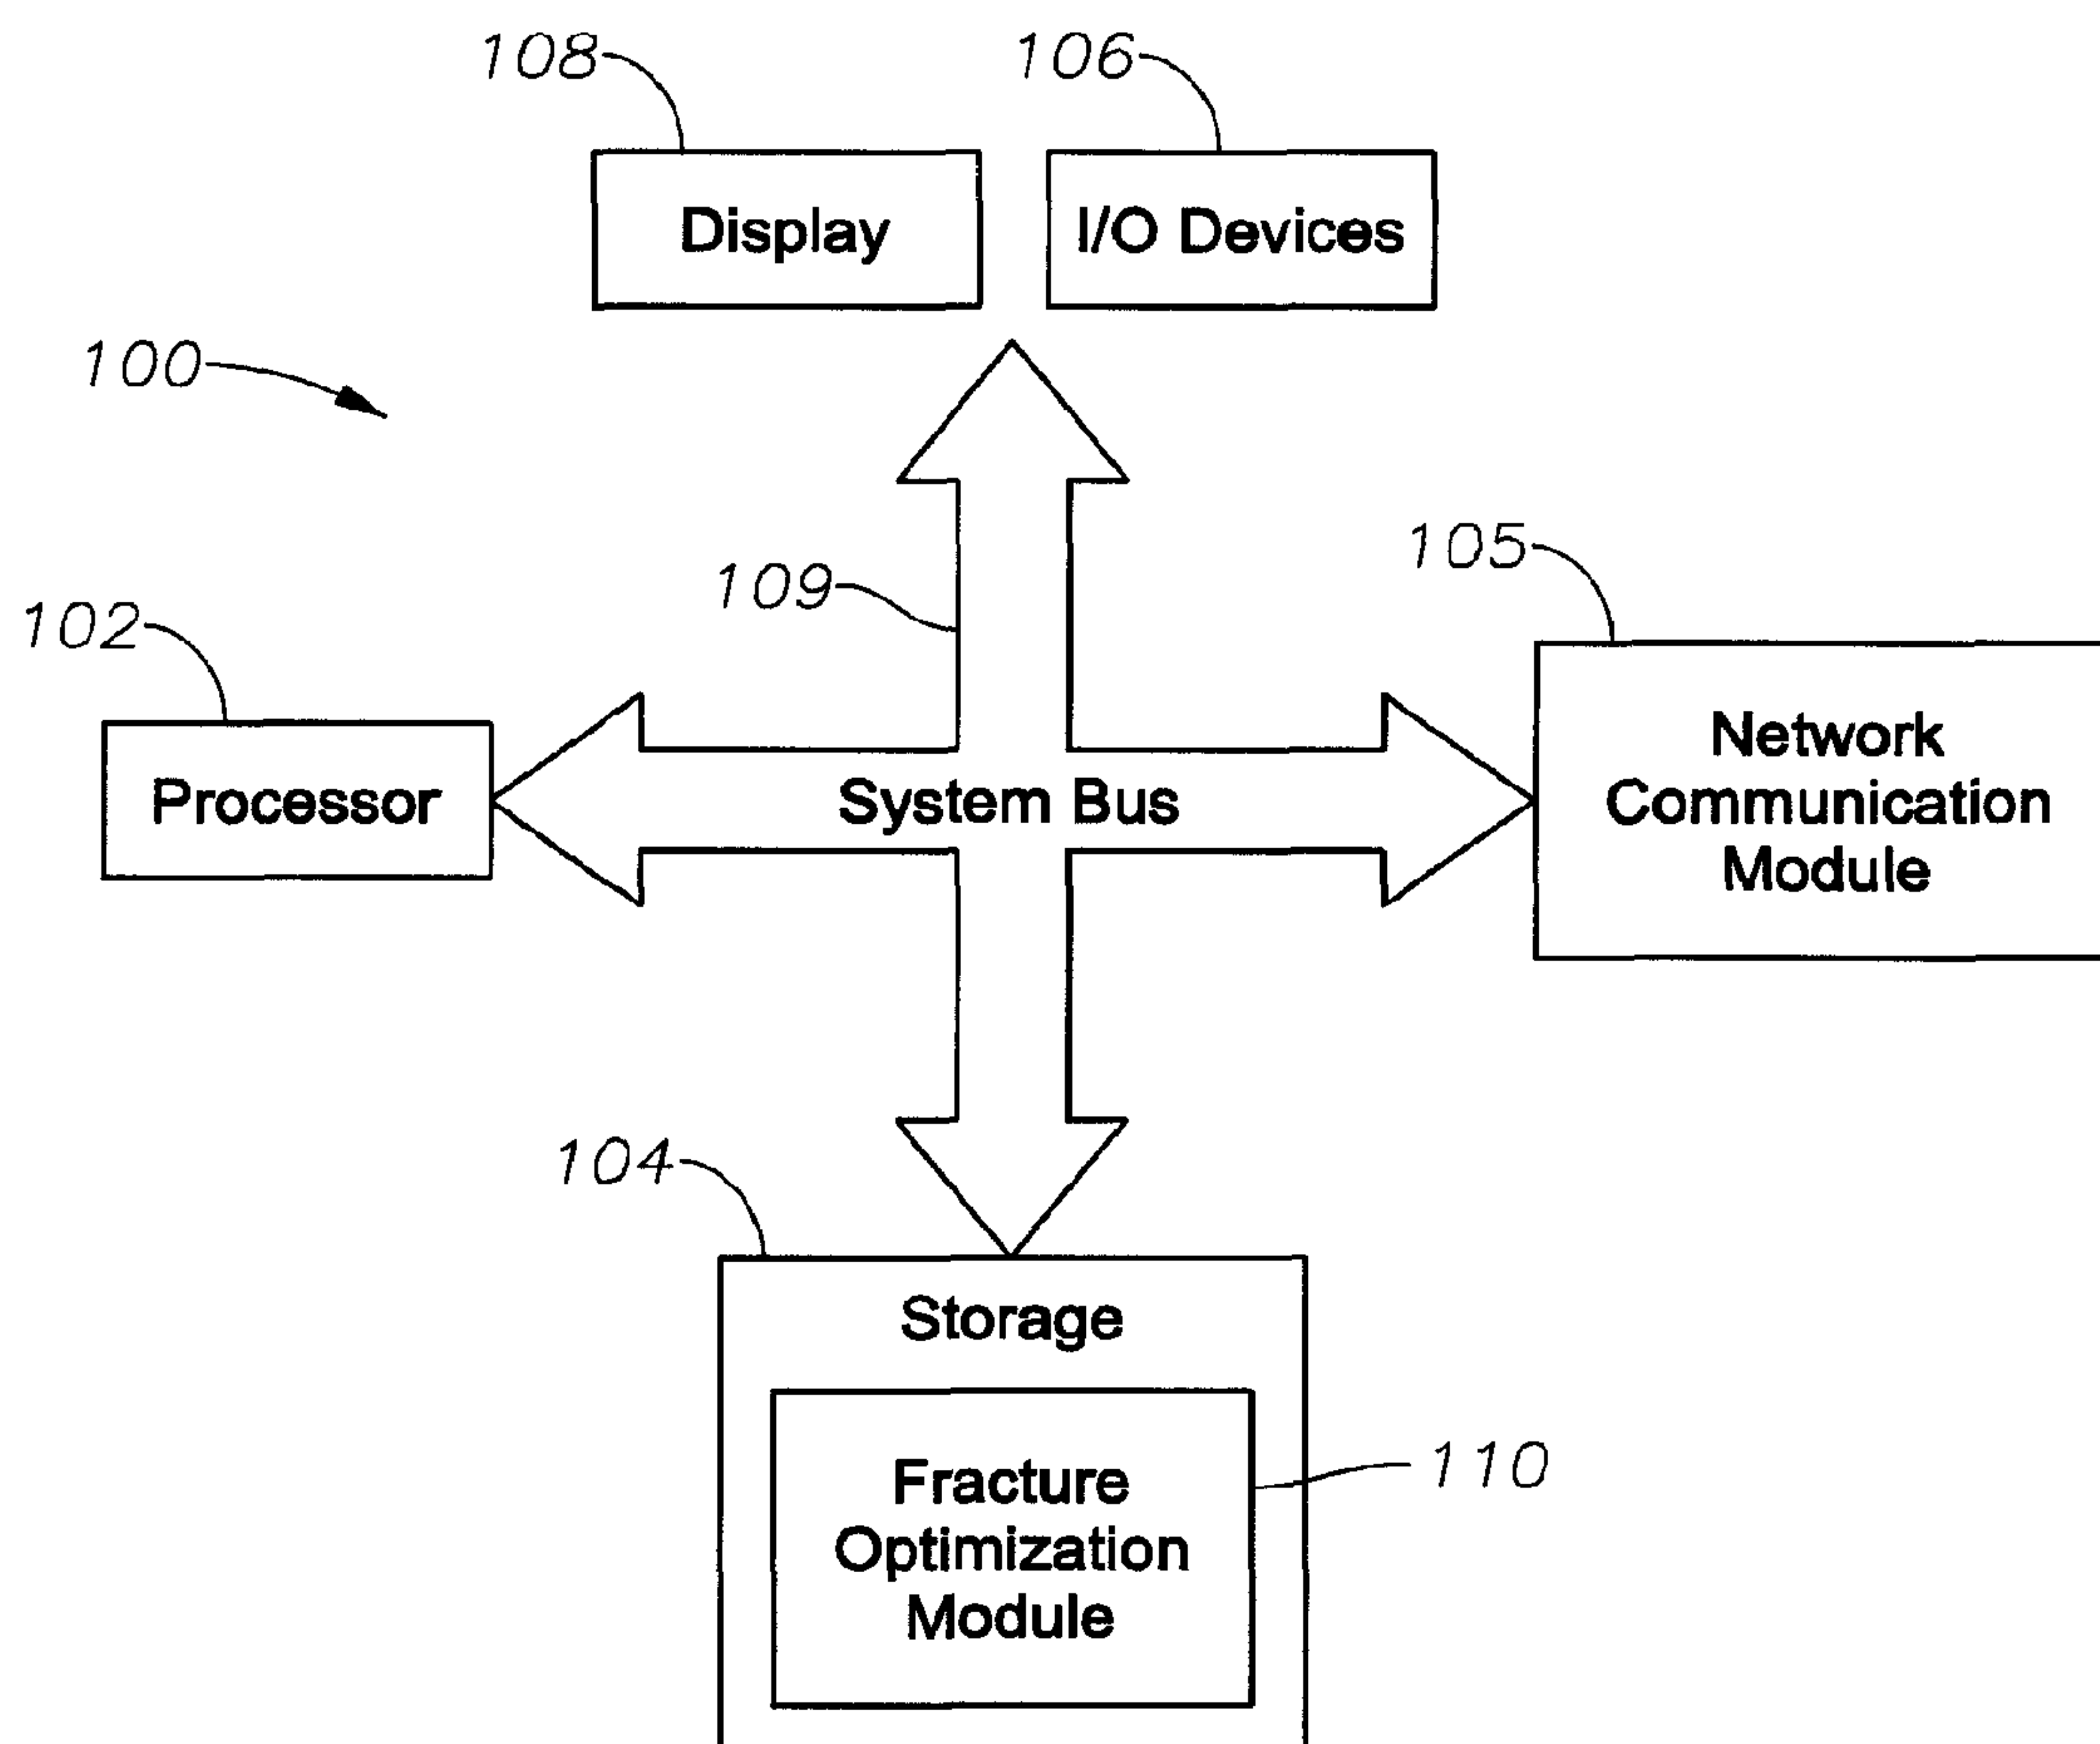 108
106
Display
I/O Devices
100
109
105
102
Processor
System Bus
Network
Communication
Module
104
Storage
Fracture
Optimization
Module
110